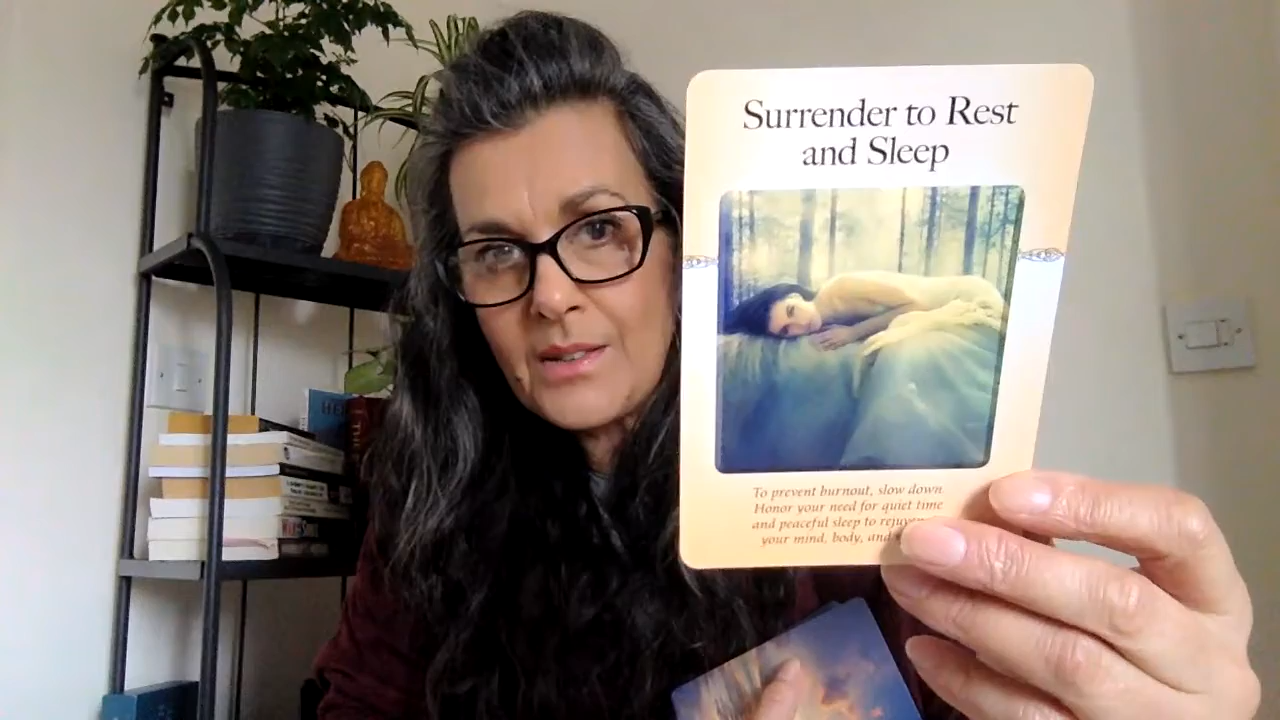 Surrender to Rest
and Sleep
To prevent burnout, slow down.
Honor your need for quiet time
and peaceful sleep to
your mind, body, and